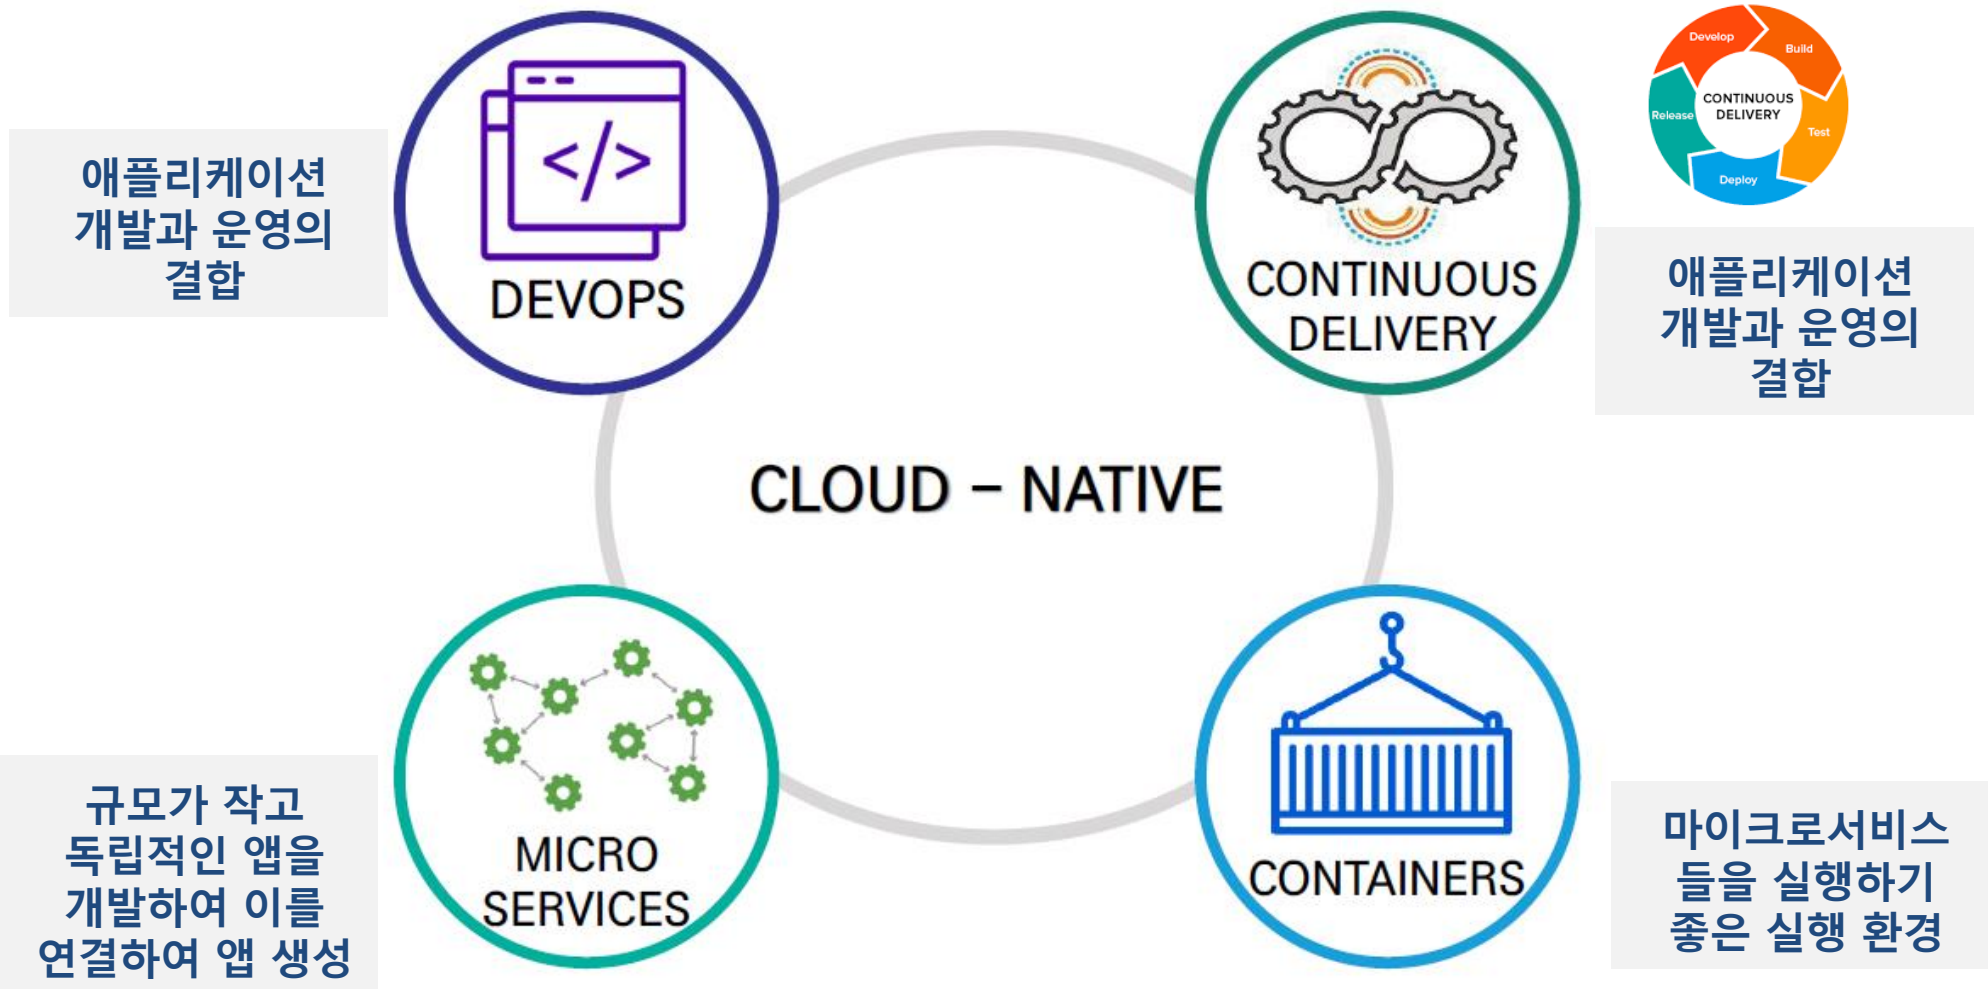 애플리케이션
개발과 운영의
결합
</>
DEVOPS
CONTINUOUS
DELIVERY
Develop
Build
Test
Deploy
Release
CONTINUOUS
DELIVERY
애플리케이션
개발과 운영의
결합
CLOUD – NATIVE
규모가 작고
독립적인 앱을
개발하여 이를
연결하여 앱 생성
MICRO
SERVICES
CONTAINERS
마이크로서비스
들을 실행하기
좋은 실행 환경